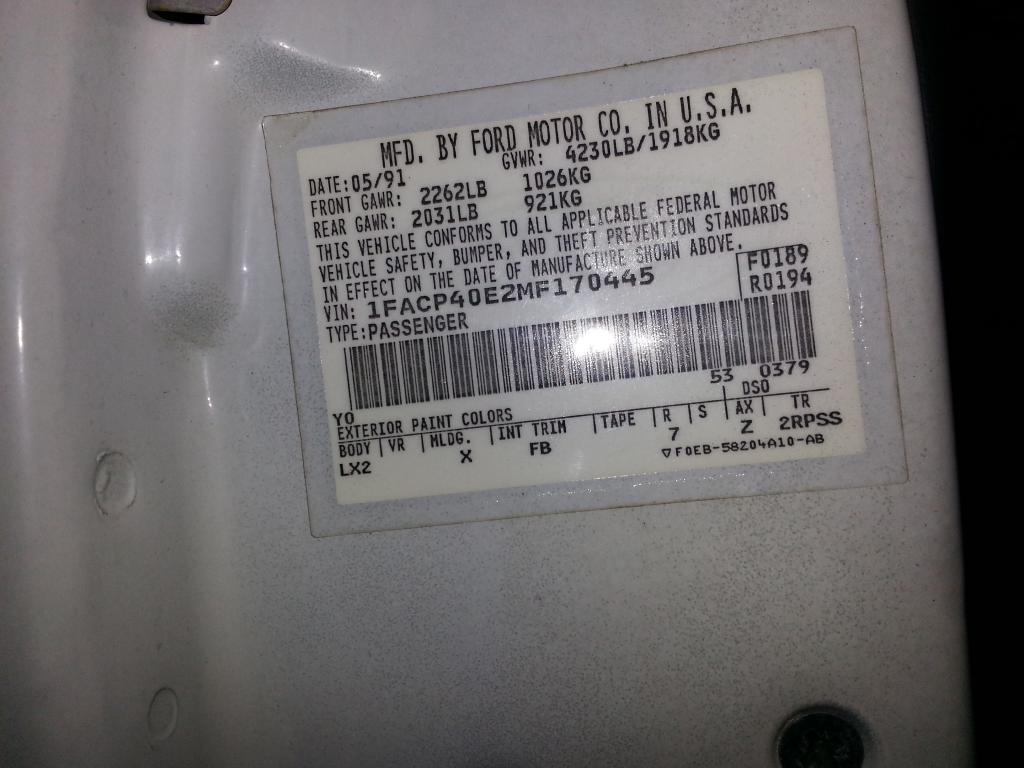 MFD. BY FORD MOTOR CO. IN U.S.A.
DATE: 05/91 GVWR: 4230LB/1918KG
FRONT GAWR: 2262LB 1026KG
REAR GAWR: 2031LB 921KG
THIS VEHICLE CONFORMS TO ALL APPLICABLE FEDERAL MOTOR
VEHICLE SAFETY, BUMPER, AND THEFT PREVENTION STANDARDS
IN EFFECT ON THE DATE OF MANUFACTURE SHOWN ABOVE.
VIN: 1FACP40E2MF170445 F0189
TYPE: PASSENGER R0194
53 0379
YO DSO
EXTERIOR PAINT COLORS
BODY VR MLDG. INT TRIM TAPE R S AX TR
LX2 X FB 7 Z 2RPSS
▽F0EB-58204A10-AB